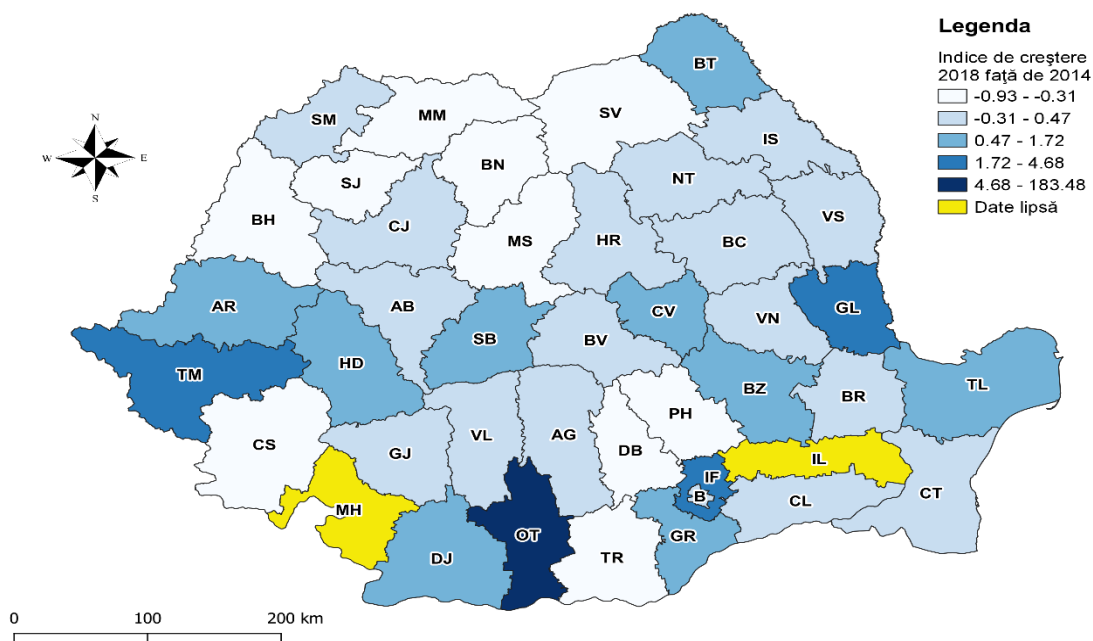 Legenda
Indice de creştere
2018 faţă de 2014
-0.93 - -0.31
-0.31 - 0.47
0.47 - 1.72
1.72 - 4.68
4.68 - 183.48
Date lipsă
N
W E
S
BT
SM
MM
SV
IS
BN
SJ
NT
BH
CJ
MS
HR
BC
VS
AR
AB
SB
CV
VN
GL
TM
HD
BV
BZ
BR
TL
CS
GJ
VL
AG
DB
PH
IL
IF
B
CL
CT
MH
DJ
OT
TR
GR
0 100 200 km